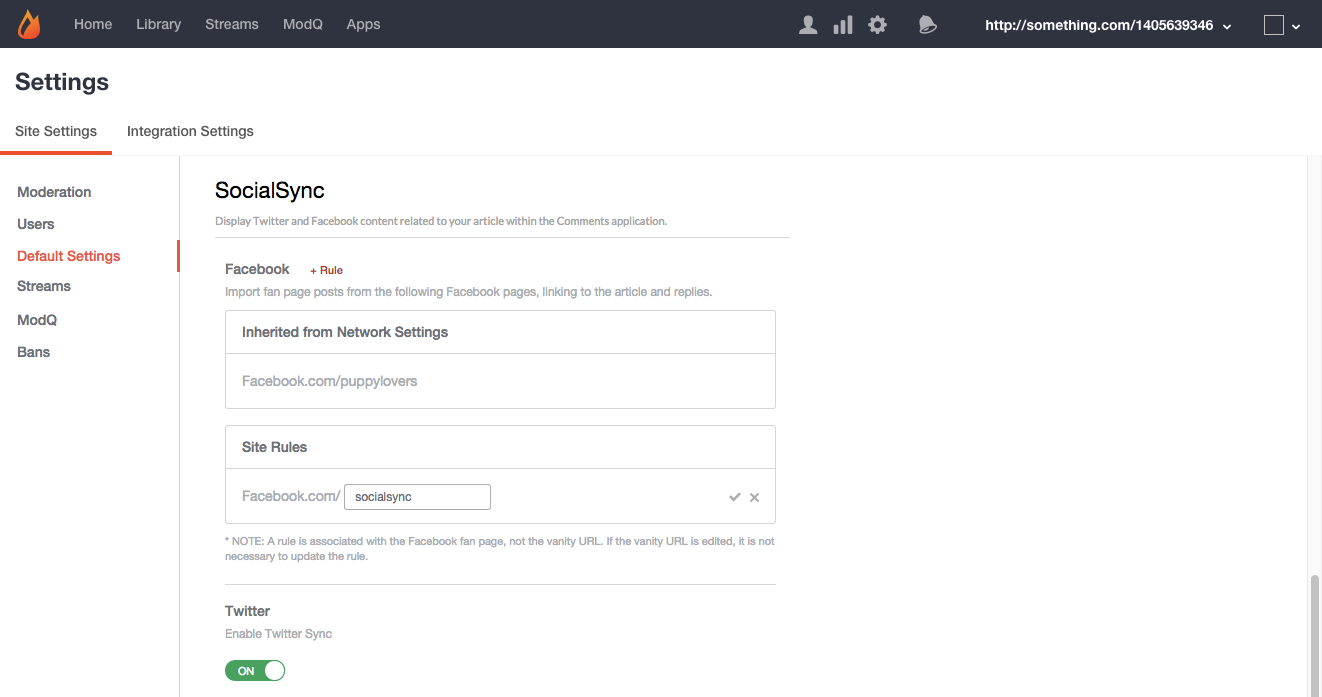 Home Library Streams ModQ Apps http://something.com/1405639346
Settings
Site Settings Integration Settings
Moderation
Users
Default Settings
Streams
ModQ
Bans
SocialSync
Display Twitter and Facebook content related to your article within the Comments application.
Facebook + Rule
Import fan page posts from the following Facebook pages, linking to the article and replies.
Inherited from Network Settings
Facebook.com/puppylovers
Site Rules
Facebook.com/ socialsync
* NOTE: A rule is associated with the Facebook fan page, not the vanity URL. If the vanity URL is edited, it is not
necessary to update the rule.
Twitter
Enable Twitter Sync
ON